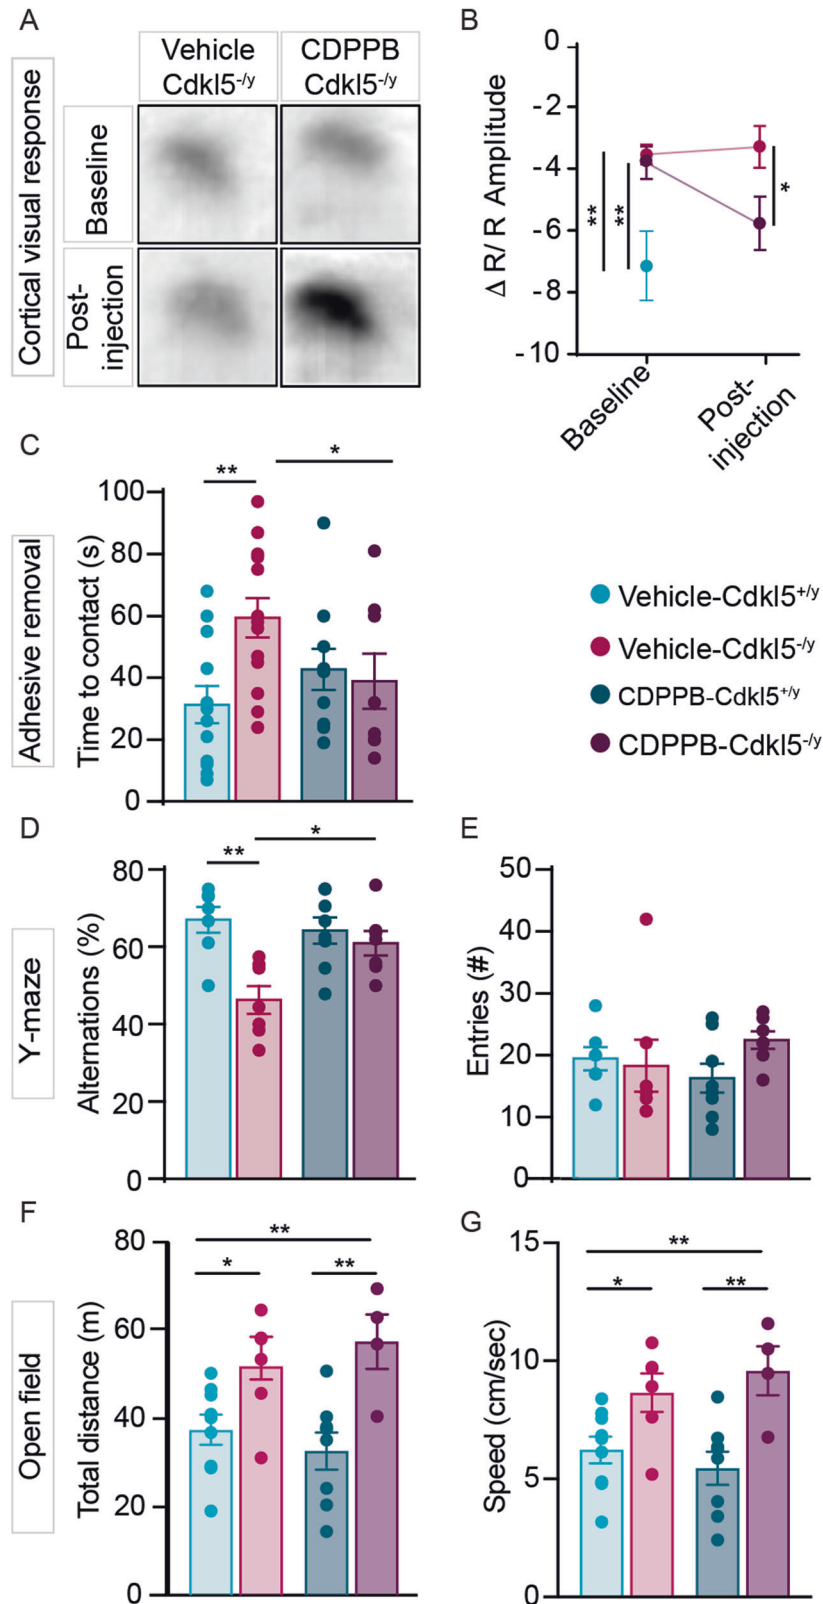 A
Vehicle
Cdkl5-/y
CDPPB
Cdkl5-/y
Cortical visual response
Baseline
Post-
injection
B
Δ R/ R Amplitude
0
-2
-4
-6
-8
-10
**
**
*
Baseline
Post-
injection
C
Adhesive removal
Time to contact (s)
100
80
60
40
20
0
**
*
Vehicle-Cdkl5+/y
Vehicle-Cdkl5-/y
CDPPB-Cdkl5+/y
CDPPB-Cdkl5-/y
D
Y-maze
Alternations (%)
80
60
40
20
0
**
*
E
Entries (#)
50
40
30
20
10
0
F
Open field
Total distance (m)
80
60
40
20
0
**
*
**
G
Speed (cm/sec)
15
10
5
0
**
*
**